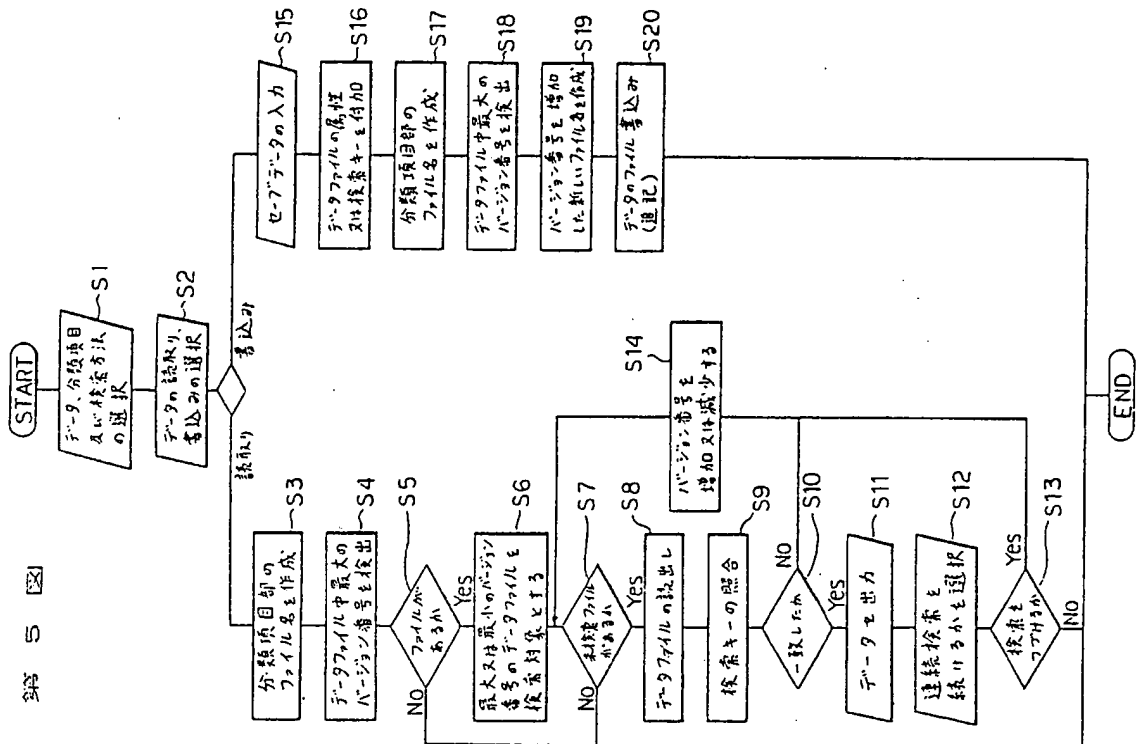 第 5 図
START
データ、分類項目
及び検索方法
の選択
S1
データの読取り、
書込みの選択
S2
読取り
書込み
分類項目部の
ファイル名を作成
S3
データファイル中最大の
バージョン番号を検出
S4
ファイルが
あるか
S5
No
Yes
最大又は最小のバージョン
番号のデータファイルを
検索対象とする
S6
未検索ファイル
があるか
S7
No
Yes
データファイルの読出し
S8
検索キーの照合
S9
一致したか
S10
No
Yes
データを出力
S11
連続検索を
続けるかを選択
S12
検索を
つづけるか
S13
Yes
No
バージョン番号を
増加又は減少する
S14
セーブデータの入力
S15
データファイルの属性
又は検索キーを付加
S16
分類項目部の
ファイル名を作成
S17
データファイル中最大の
バージョン番号を検出
S18
バージョン番号を増加
した新しいファイル名を作成
S19
データのファイル書込み
(追記)
S20
END